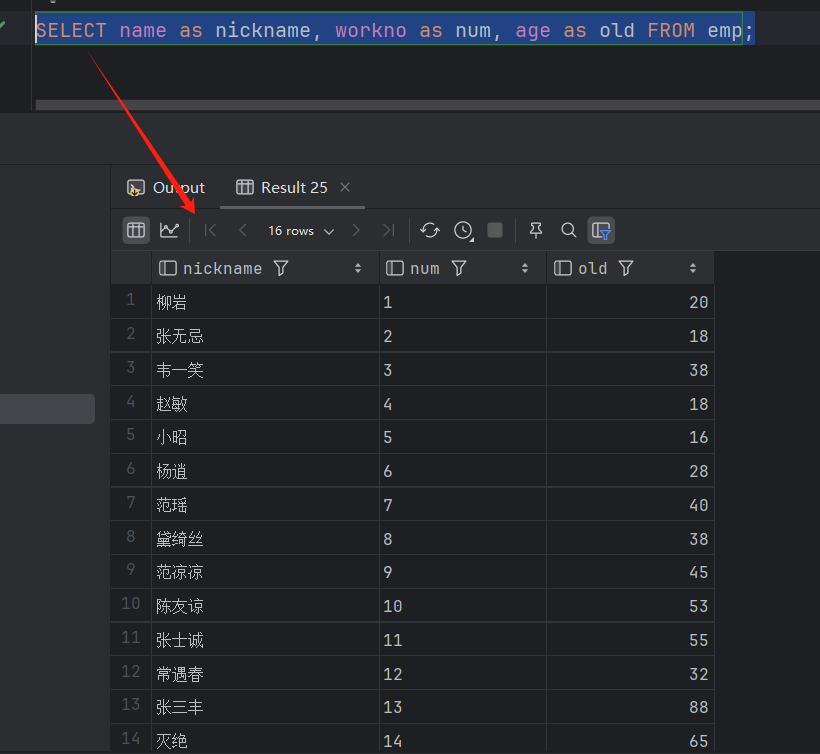 SELECT name as nickname, workno as num, age as old FROM emp;
Output Result 25
16 rows
nickname num old
1 柳岩 1 20
2 张无忌 2 18
3 韦一笑 3 38
4 赵敏 4 18
5 小昭 5 16
6 杨逍 6 28
7 范瑶 7 40
8 黛绮丝 8 38
9 范凉凉 9 45
10 陈友谅 10 53
11 张士诚 11 55
12 常遇春 12 32
13 张三丰 13 88
14 灭绝 14 65